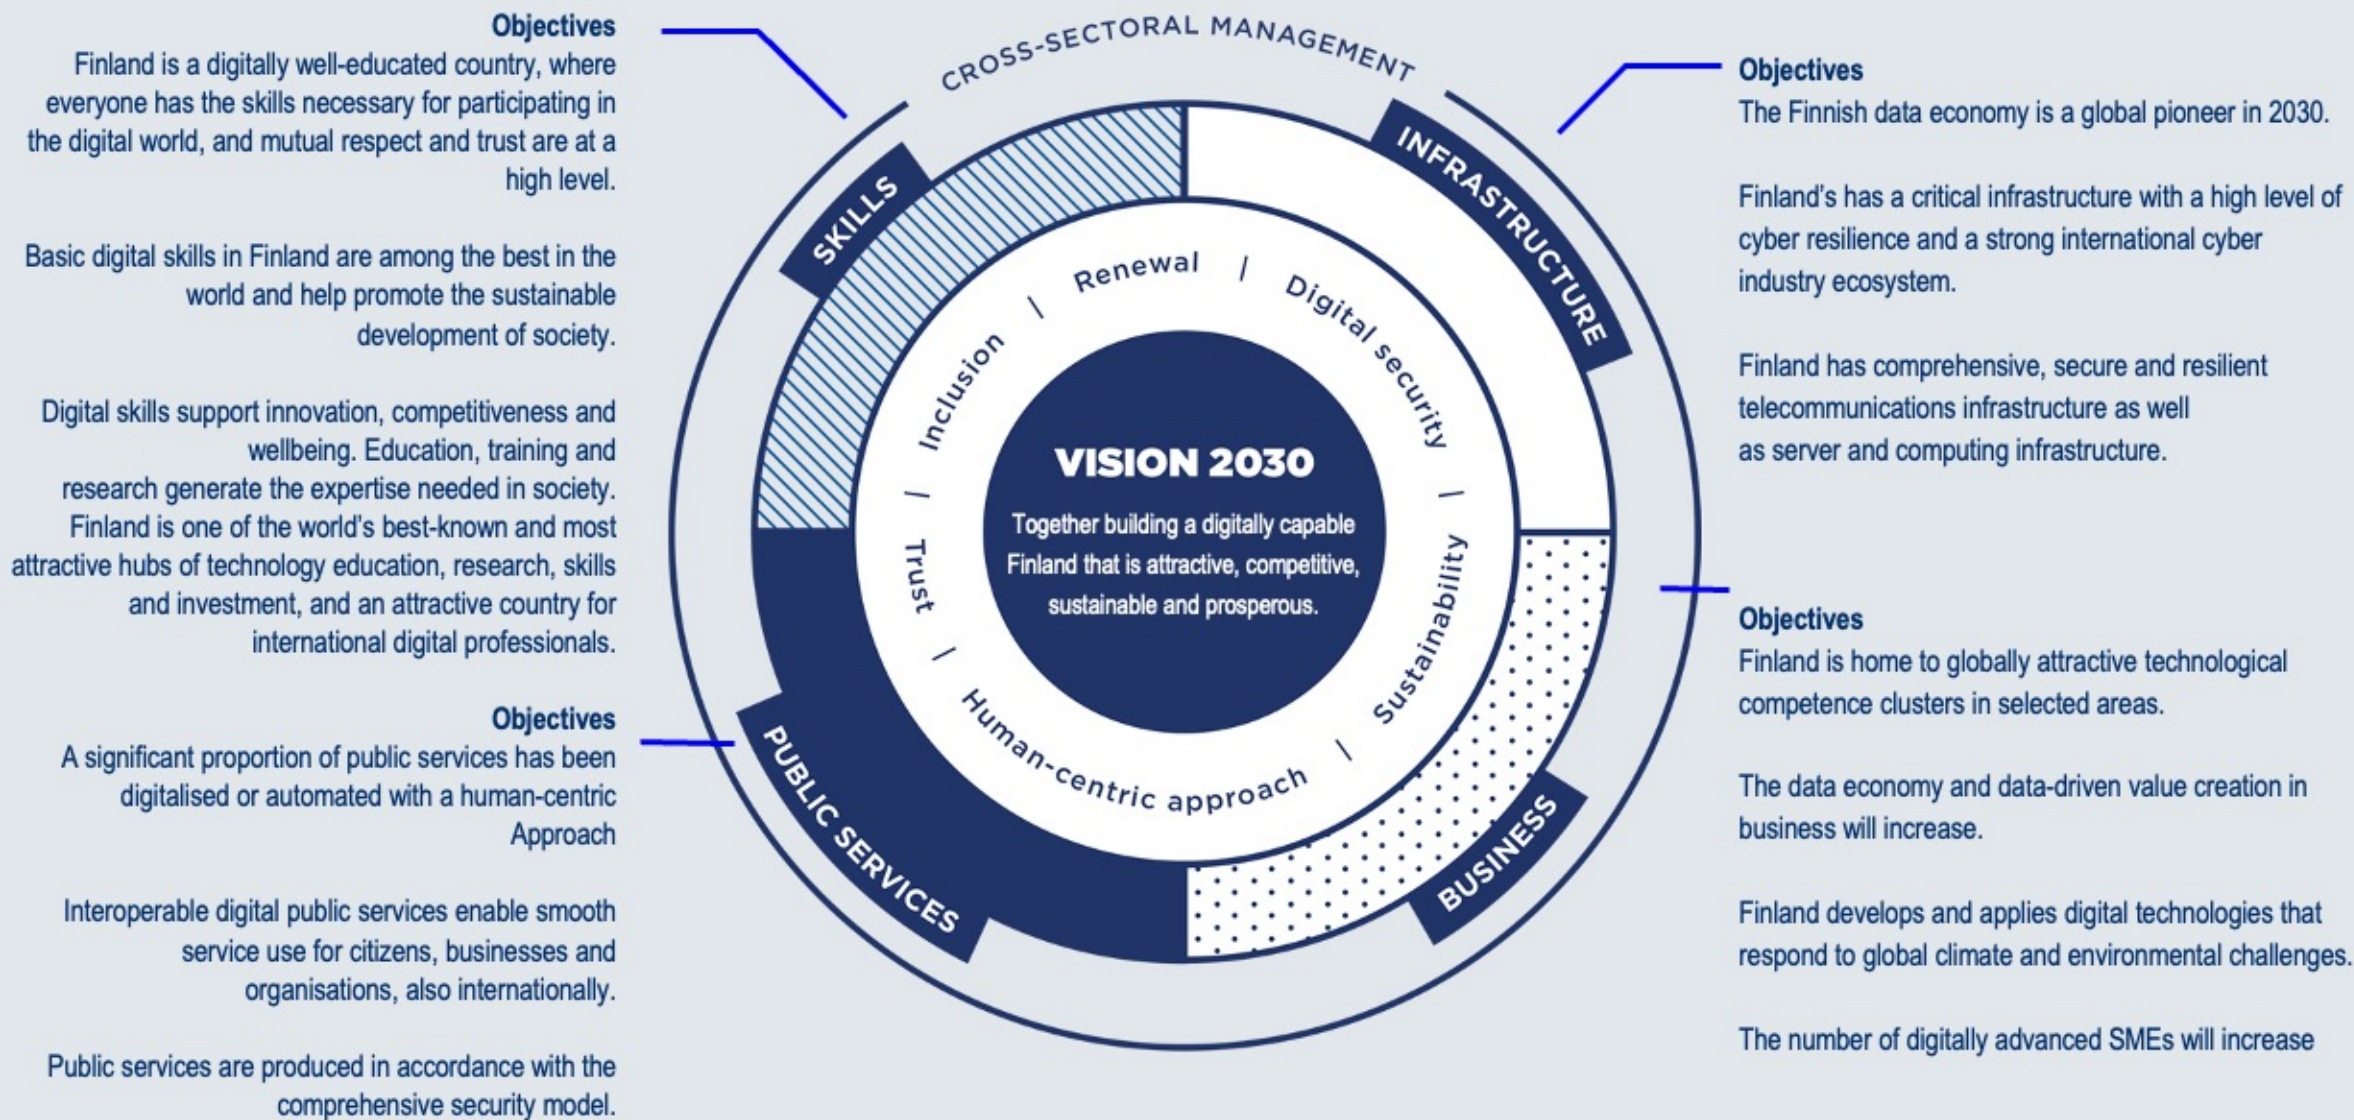 Objectives
Finland is a digitally well-educated country, where
everyone has the skills necessary for participating in
the digital world, and mutual respect and trust are at a
high level.
Basic digital skills in Finland are among the best in the
world and help promote the sustainable
development of society.
Digital skills support innovation, competitiveness and
wellbeing. Education, training and
research generate the expertise needed in society.
Finland is one of the world's best-known and most
attractive hubs of technology education, research, skills
and investment, and an attractive country for
international digital professionals.
Objectives
A significant proportion of public services has been
digitalised or automated with a human-centric
Approach
Interoperable digital public services enable smooth
service use for citizens, businesses and
organisations, also internationally.
Public services are produced in accordance with the
comprehensive security model.
CROSS-SECTORAL MANAGEMENT
SKILLS
INFRASTRUCTURE
BUSINESS
PUBLIC SERVICES
Renewal | Digital security | Sustainability | Human-centric approach | Trust | Inclusion |
VISION 2030
Together building a digitally capable
Finland that is attractive, competitive,
sustainable and prosperous.
Objectives
The Finnish data economy is a global pioneer in 2030.
Finland's has a critical infrastructure with a high level of
cyber resilience and a strong international cyber
industry ecosystem.
Finland has comprehensive, secure and resilient
telecommunications infrastructure as well
as server and computing infrastructure.
Objectives
Finland is home to globally attractive technological
competence clusters in selected areas.
The data economy and data-driven value creation in
business will increase.
Finland develops and applies digital technologies that
respond to global climate and environmental challenges.
The number of digitally advanced SMEs will increase